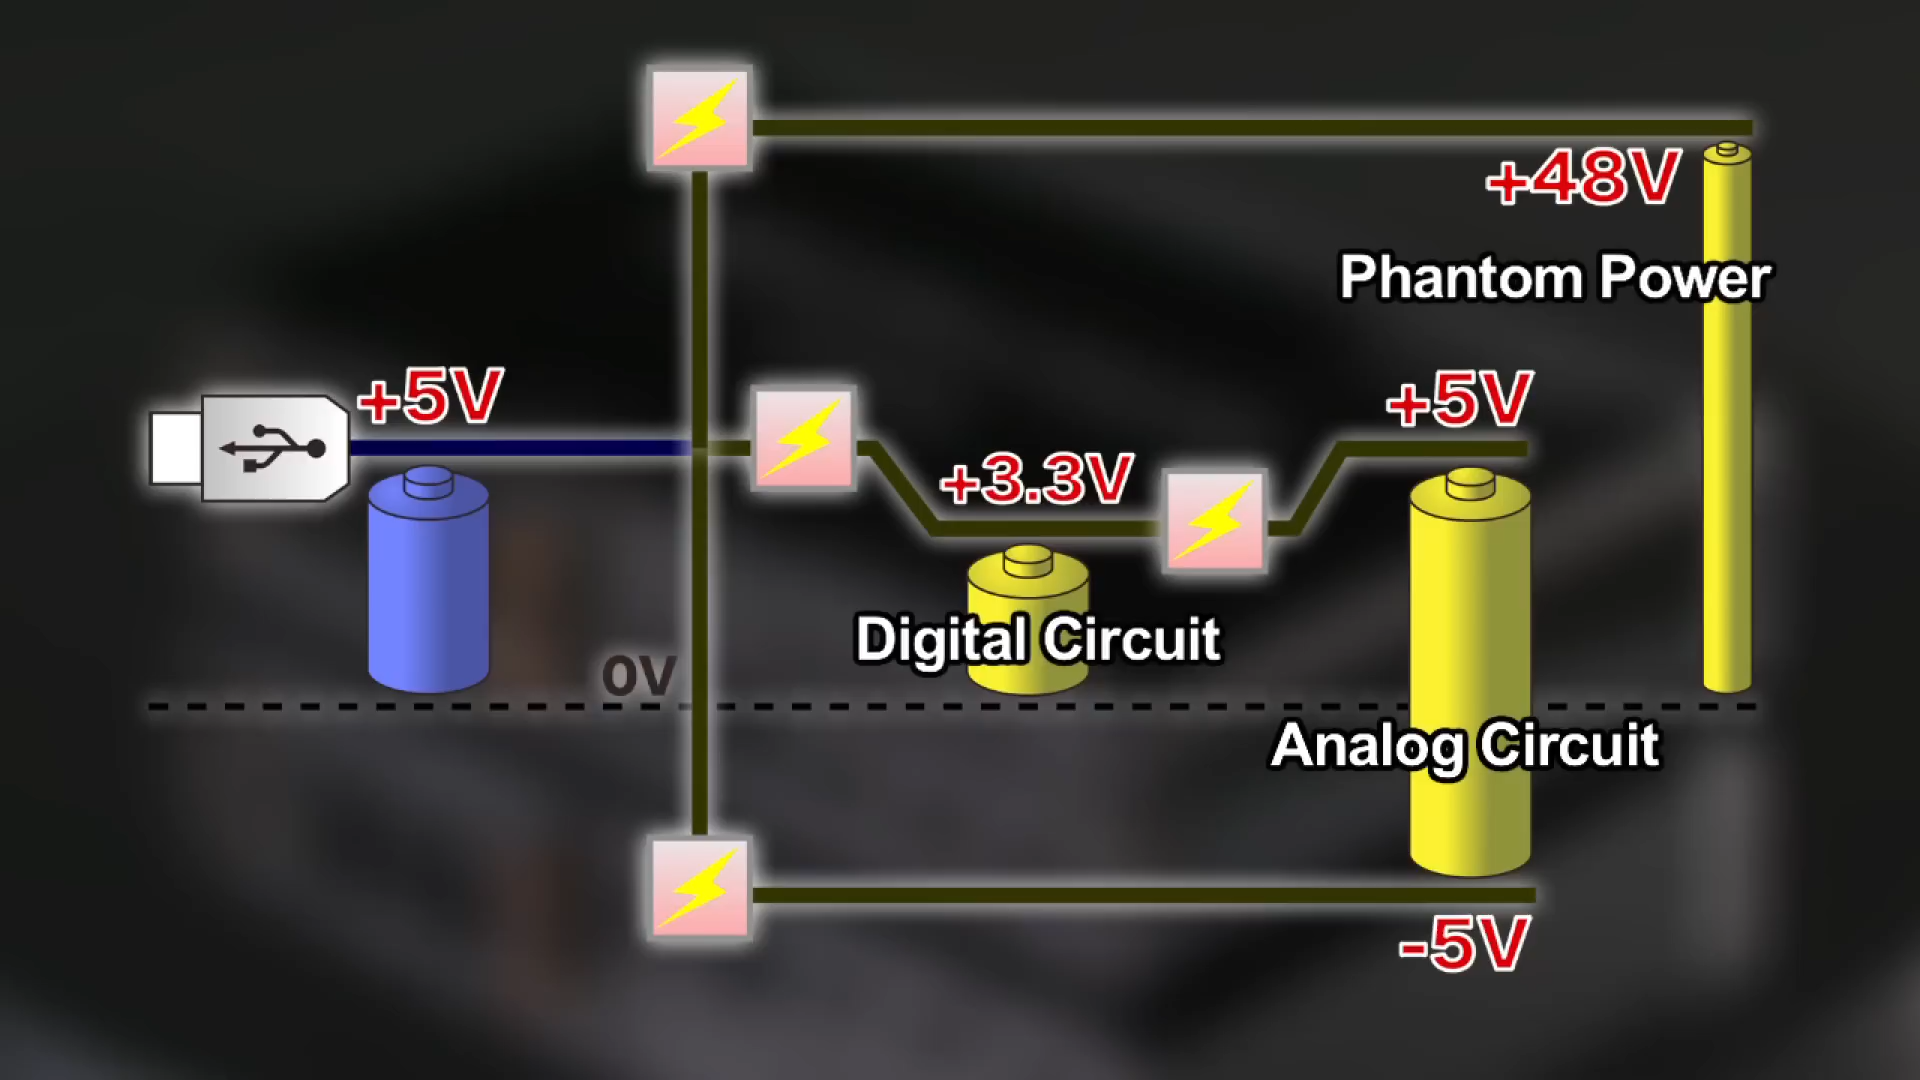 +48V
Phantom Power
+5V
+5V
+3.3V
Digital Circuit
0V
Analog Circuit
-5V